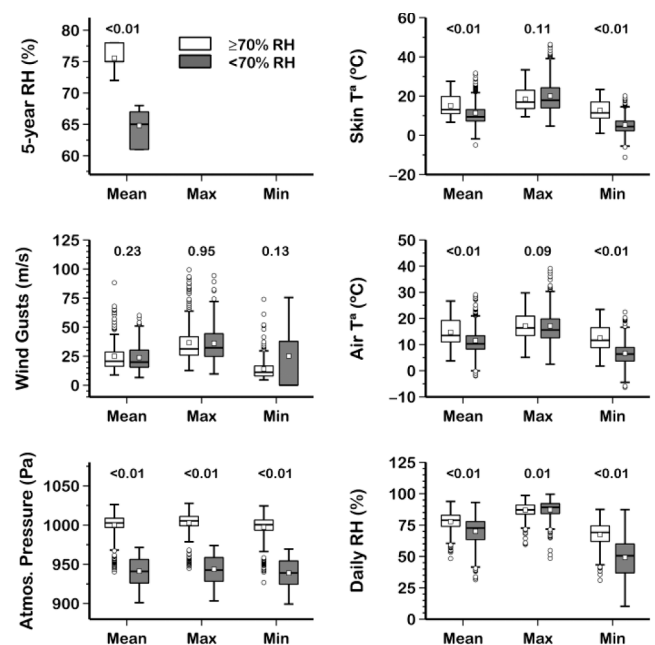 5-year RH (%)
80
75
70
65
60
<0.01
≥70% RH
<70% RH
Mean Max Min
Skin Tª (ºC)
60
40
20
0
−20
<0.01 0.11 <0.01
Mean Max Min
Wind Gusts (m/s)
125
100
75
50
25
0
0.23 0.95 0.13
Mean Max Min
Air Tª (ºC)
50
40
30
20
10
0
−10
<0.01 0.09 <0.01
Mean Max Min
Atmos. Pressure (Pa)
1050
1000
950
900
<0.01 <0.01 <0.01
Mean Max Min
Daily RH (%)
125
100
75
50
25
0
<0.01 0.01 <0.01
Mean Max Min